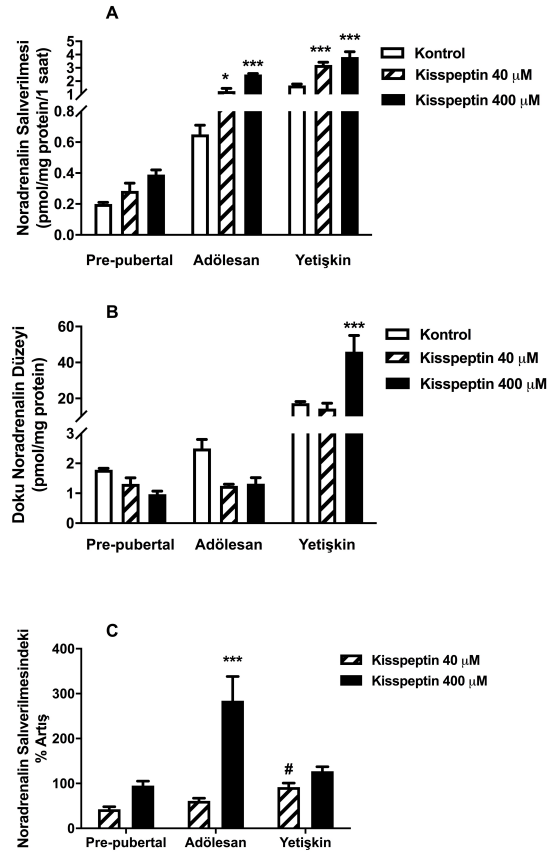 A
Noradrenalin Salıverilmesi
(pmol/mg protein/1 saat)
5
4
3
2
1
0.8
0.6
0.4
0.2
0.0
* *** *** ***
Kontrol
Kisspeptin 40 μM
Kisspeptin 400 μM
Pre-pubertal Adölesan Yetişkin
B
Doku Noradrenalin Düzeyi
(pmol/mg protein)
60
40
20
3
2
1
0
***
Kontrol
Kisspeptin 40 μM
Kisspeptin 400 μM
Pre-pubertal Adölesan Yetişkin
C
Noradrenalin Salıverilmesindeki
% Artış
400
300
200
100
0
***
#
Kisspeptin 40 μM
Kisspeptin 400 μM
Pre-pubertal Adölesan Yetişkin